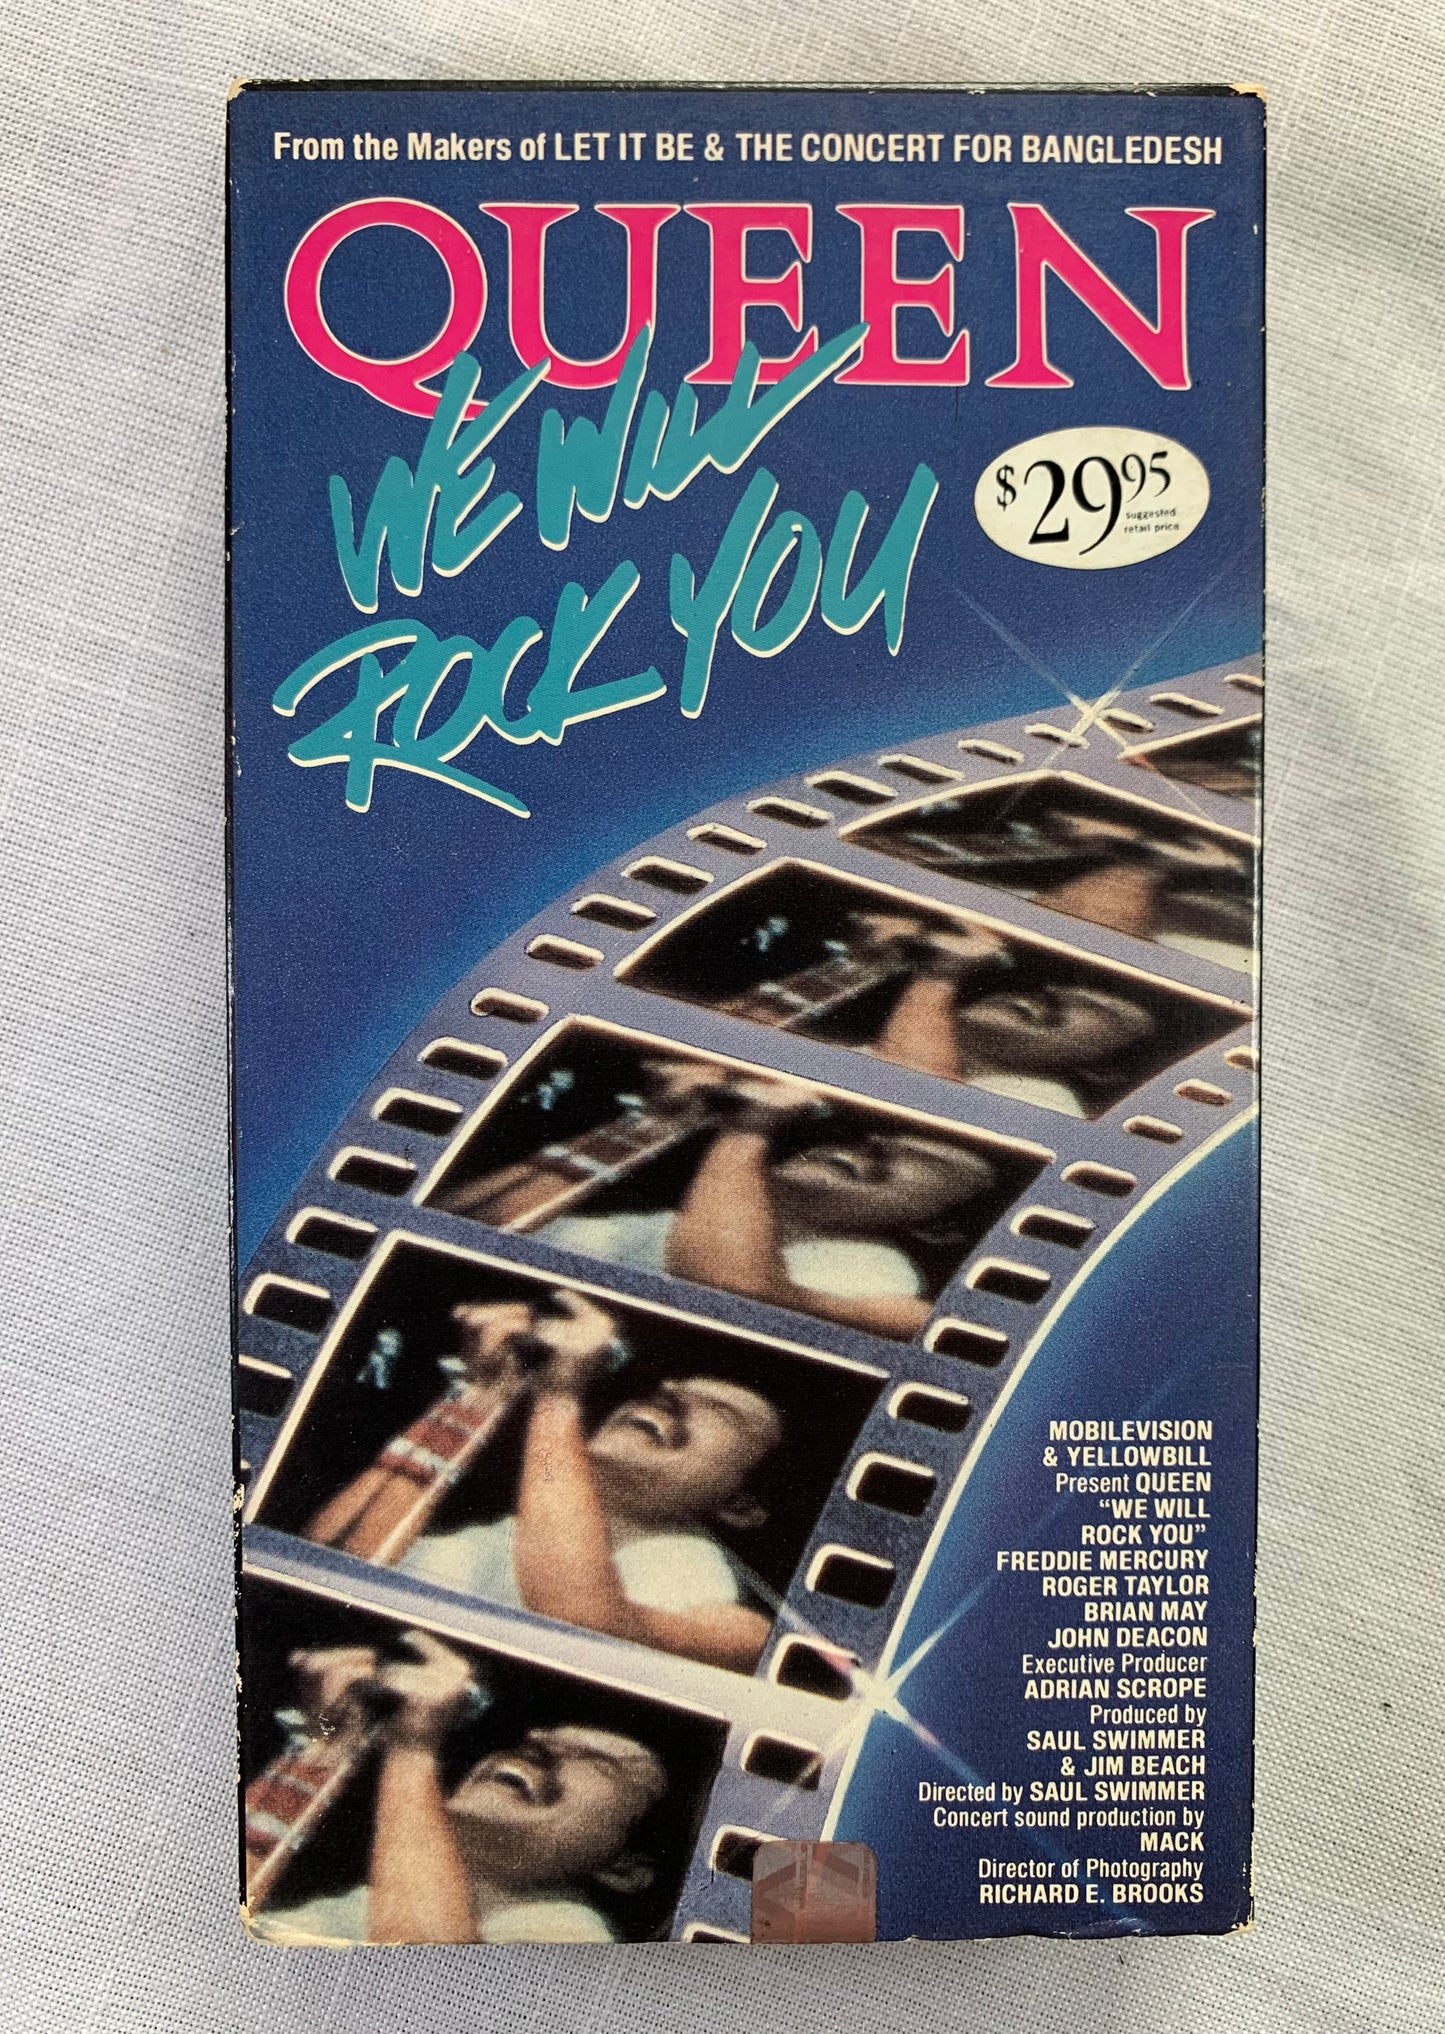 From the Makers of LET IT BE & THE CONCERT FOR BANGLEDESH
QUEEN
WE WILL
ROCK YOU
$29.95
suggested
retail price
MOBILEVISION
& YELLOWBILL
Present QUEEN
"WE WILL
ROCK YOU"
FREDDIE MERCURY
ROGER TAYLOR
BRIAN MAY
JOHN DEACON
Executive Producer
ADRIAN SCROPE
Produced by
SAUL SWIMMER
& JIM BEACH
Directed by SAUL SWIMMER
Concert sound production by
MACK
Director of Photography
RICHARD E. BROOKS